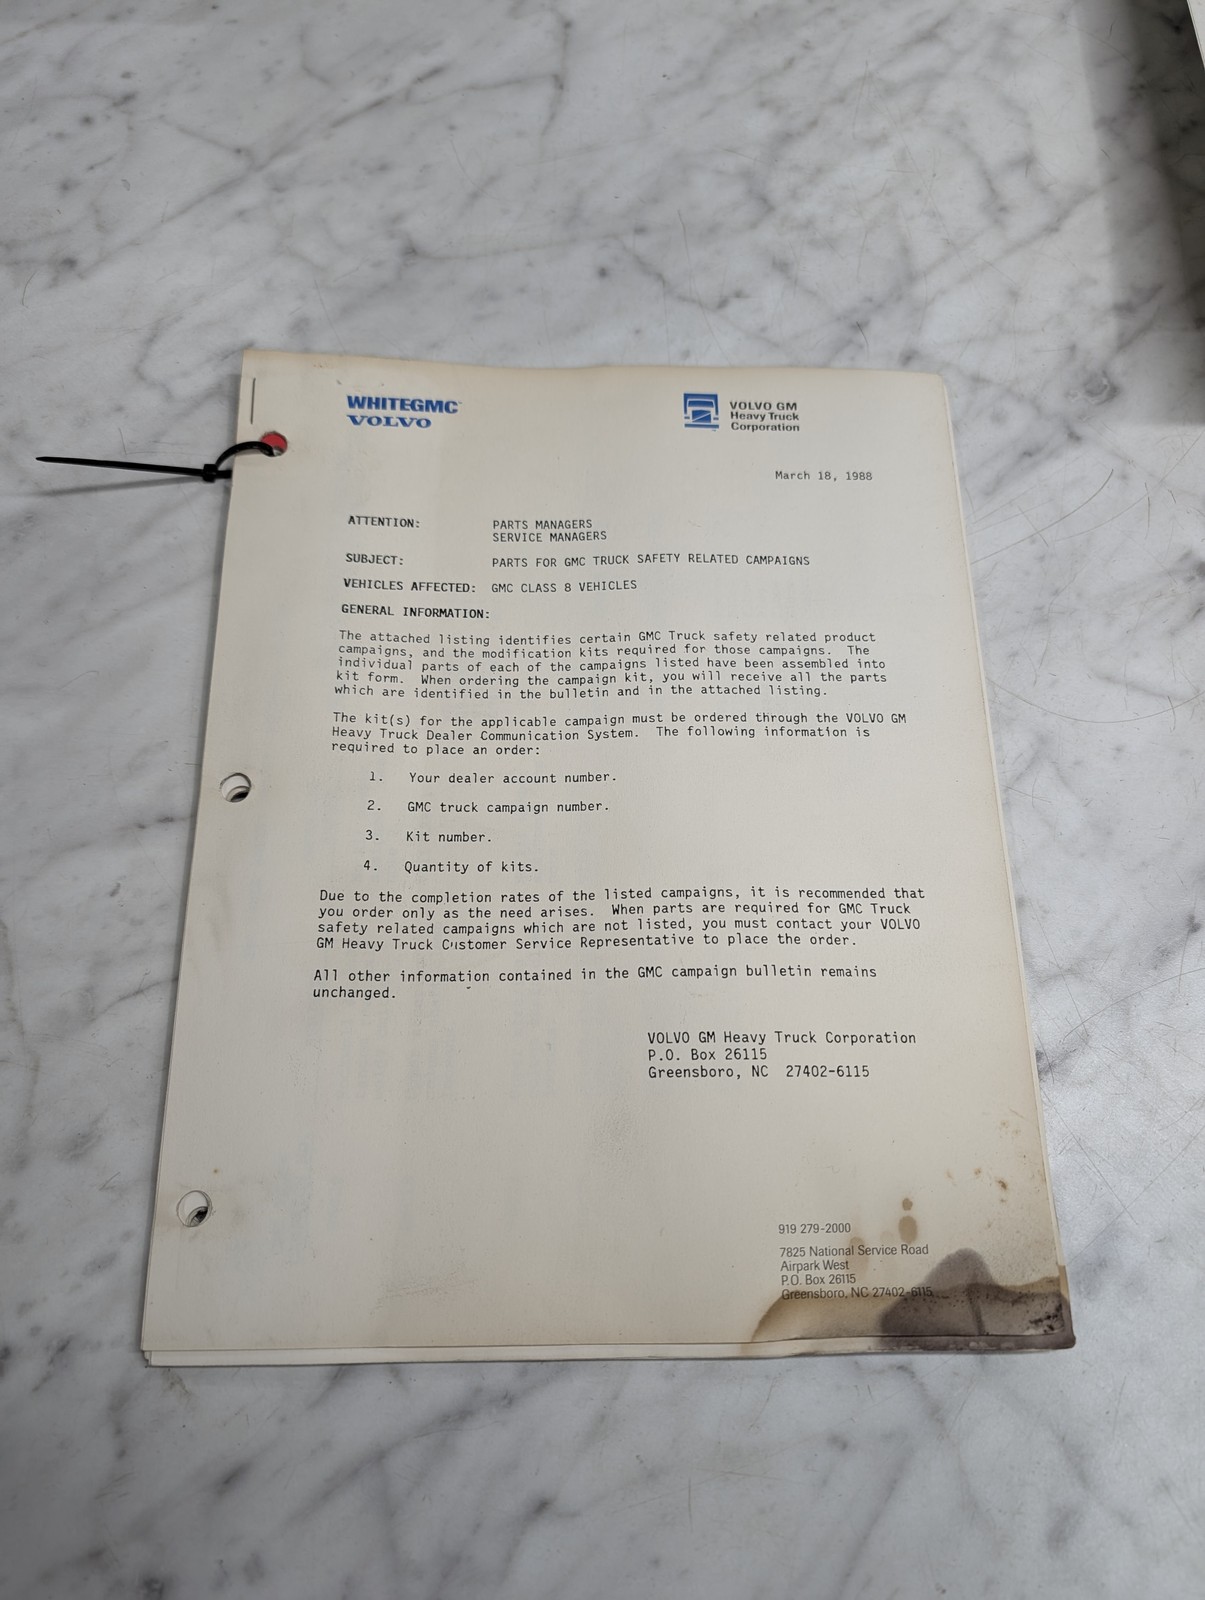 WHITEGMC
VOLVO
VOLVO GM
Heavy Truck
Corporation
March 18, 1988
ATTENTION: PARTS MANAGERS
SERVICE MANAGERS
SUBJECT: PARTS FOR GMC TRUCK SAFETY RELATED CAMPAIGNS
VEHICLES AFFECTED: GMC CLASS 8 VEHICLES
GENERAL INFORMATION:
The attached listing identifies certain GMC Truck safety related product
campaigns, and the modification kits required for those campaigns. The
individual parts of each of the campaigns listed have been assembled into
kit form. When ordering the campaign kit, you will receive all the parts
which are identified in the bulletin and in the attached listing.
The kit(s) for the applicable campaign must be ordered through the VOLVO GM
Heavy Truck Dealer Communication System. The following information is
required to place an order:
1. Your dealer account number.
2. GMC truck campaign number.
3. Kit number.
4. Quantity of kits.
Due to the completion rates of the listed campaigns, it is recommended that
you order only as the need arises. When parts are required for GMC Truck
safety related campaigns which are not listed, you must contact your VOLVO
GM Heavy Truck Customer Service Representative to place the order.
All other information contained in the GMC campaign bulletin remains
unchanged.
VOLVO GM Heavy Truck Corporation
P.O. Box 26115
Greensboro, NC 27402-6115
919 279-2000
7825 National Service Road
Airpark West
P.O. Box 26115
Greensboro, NC 27402-6115